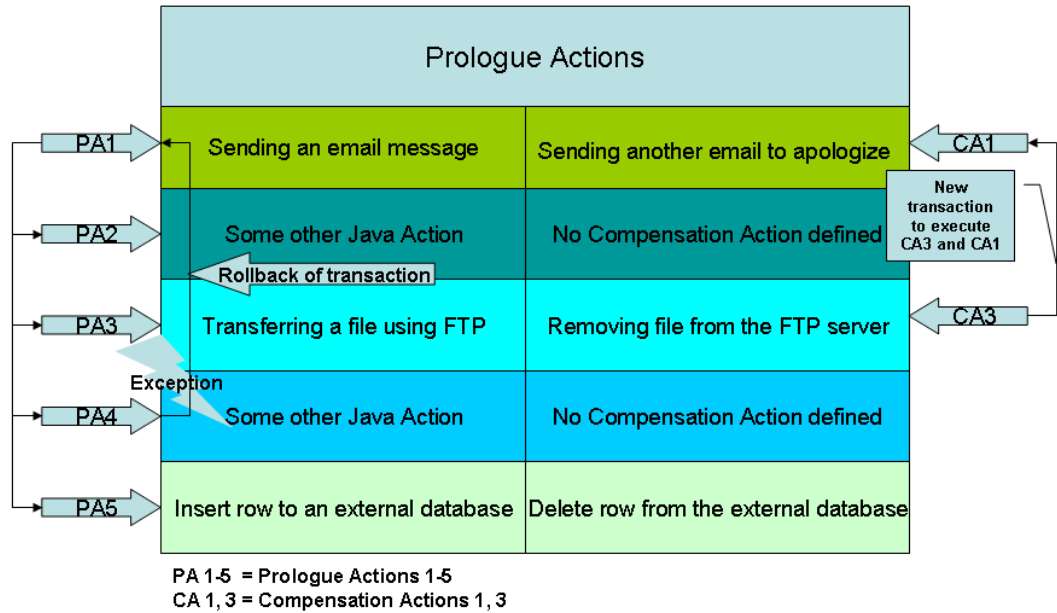 Prologue Actions
PA1
Sending an email message
Sending another email to apologize
CA1
New
transaction
to execute
CA3 and CA1
PA2
Some other Java Action
No Compensation Action defined
Rollback of transaction
PA3
Transferring a file using FTP
Removing file from the FTP server
CA3
Exception
PA4
Some other Java Action
No Compensation Action defined
PA5
Insert row to an external database
Delete row from the external database
PA 1-5 = Prologue Actions 1-5
CA 1, 3 = Compensation Actions 1, 3